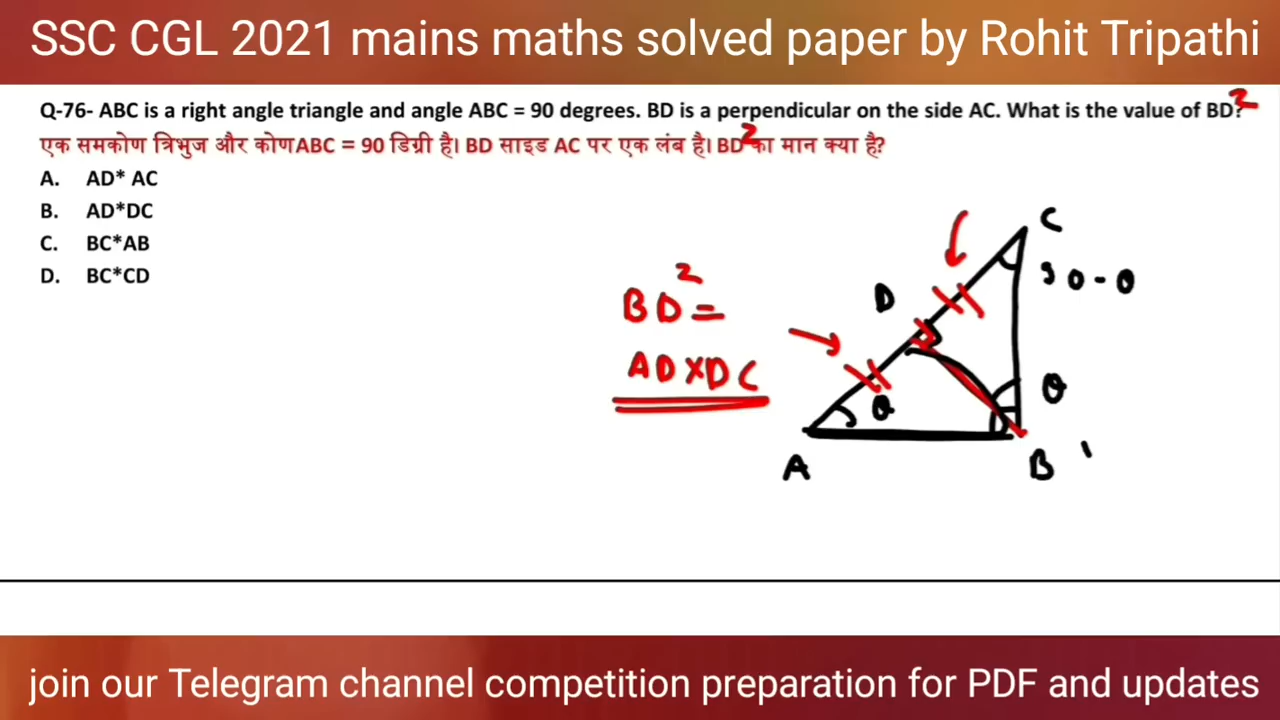 SSC CGL 2021 mains maths solved paper by Rohit Tripathi
Q-76- ABC is a right angle triangle and angle ABC = 90 degrees. BD is a perpendicular on the side AC. What is the value of BD?²
एक समकोण त्रिभुज और कोणABC = 90 डिग्री है। BD साइड AC पर एक लंब है। BD²का मान क्या है?
A. AD* AC
B. AD*DC
C. BC*AB
D. BC*CD
C
90-θ
D
BD²=
ADXDC
θ
θ
A
B
join our Telegram channel competition preparation for PDF and updates